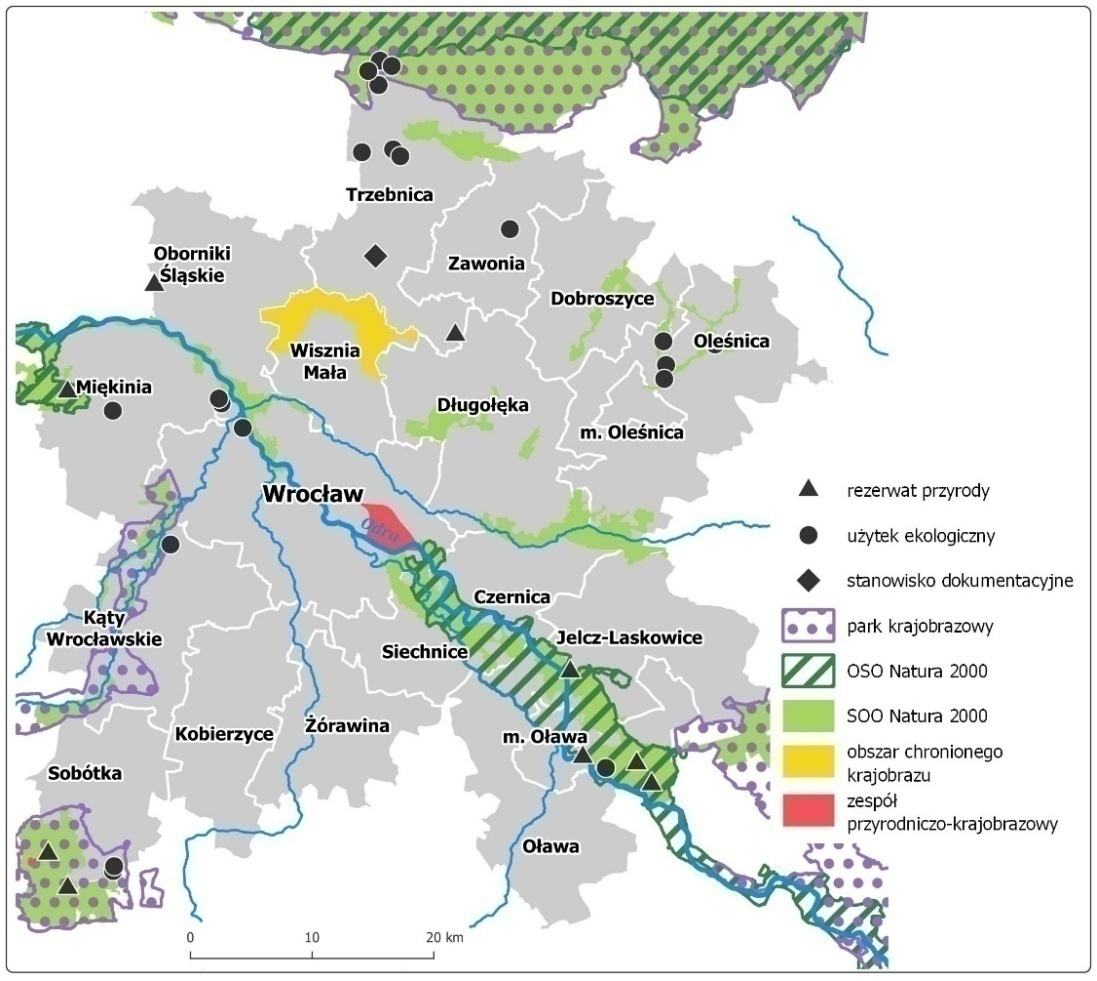 Trzebnica
Oborniki
Śląskie
Zawonia
Dobroszyce
Oleśnica
Wisznia
Mała
Miękinia
Długołęka
m. Oleśnica
Wrocław
Odra
Czernica
Kąty
Wrocławskie
Jelcz-Laskowice
Siechnice
Kobierzyce
Żórawina
m. Oława
Sobótka
Oława
rezerwat przyrody
użytek ekologiczny
stanowisko dokumentacyjne
park krajobrazowy
OSO Natura 2000
SOO Natura 2000
obszar chronionego
krajobrazu
zespół
przyrodniczo-krajobrazowy
0 10 20 km